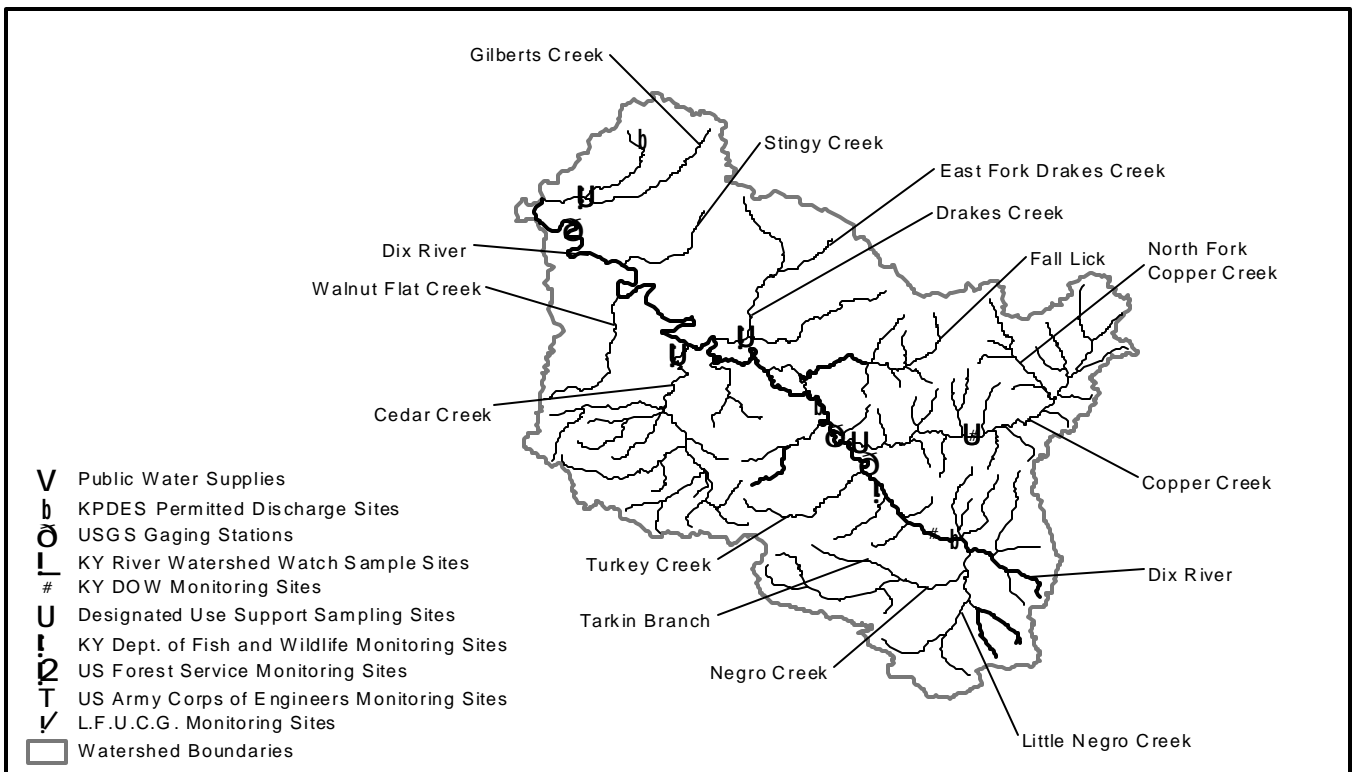 Gilberts Creek
Stingy Creek
East Fork Drakes Creek
Drakes Creek
North Fork
Copper Creek
Fall Lick
Dix River
Walnut Flat Creek
Cedar Creek
Copper Creek
Turkey Creek
Dix River
Tarkin Branch
Negro Creek
Little Negro Creek
V Public Water Supplies
b KPDES Permitted Discharge Sites
ð USGS Gaging Stations
KY River Watershed Watch Sample Sites
# KY DOW Monitoring Sites
U Designated Use Support Sampling Sites
KY Dept. of Fish and Wildlife Monitoring Sites
US Forest Service Monitoring Sites
T US Army Corps of Engineers Monitoring Sites
L.F.U.C.G. Monitoring Sites
Watershed Boundaries